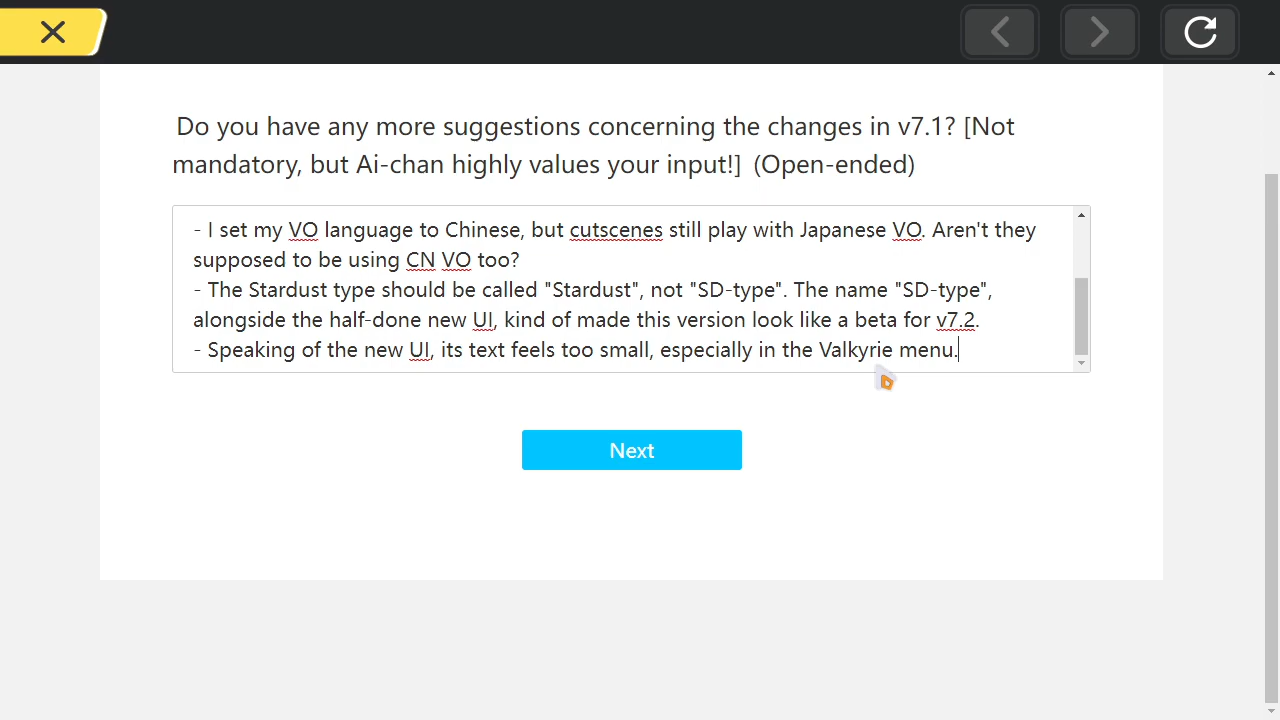 Do you have any more suggestions concerning the changes in v7.1? [Not
mandatory, but Ai-chan highly values your input!] (Open-ended)
- I set my VO language to Chinese, but cutscenes still play with Japanese VO. Aren't they
supposed to be using CN VO too?
- The Stardust type should be called "Stardust", not "SD-type". The name "SD-type",
alongside the half-done new UI, kind of made this version look like a beta for v7.2.
- Speaking of the new UI, its text feels too small, especially in the Valkyrie menu.
Next